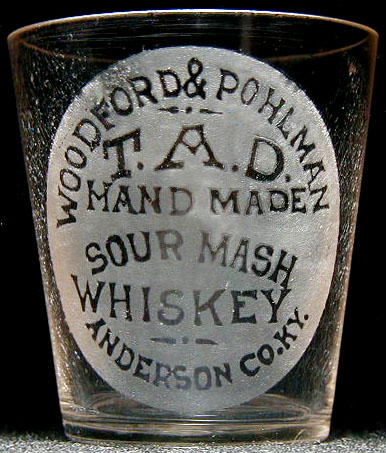 WOODFORD & POHLMAN
T.A.D.
HAND MADE
SOUR MASH
WHISKEY
ANDERSON CO. KY.